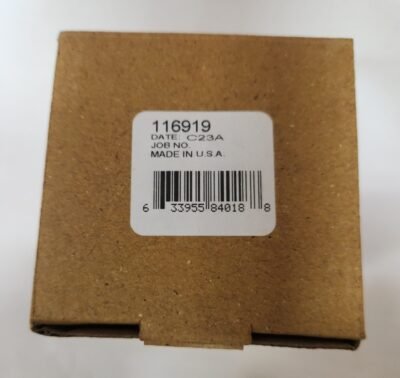 116919
DATE: C23A
JOB NO.
MADE IN U.S.A.
6 33955 84018 8